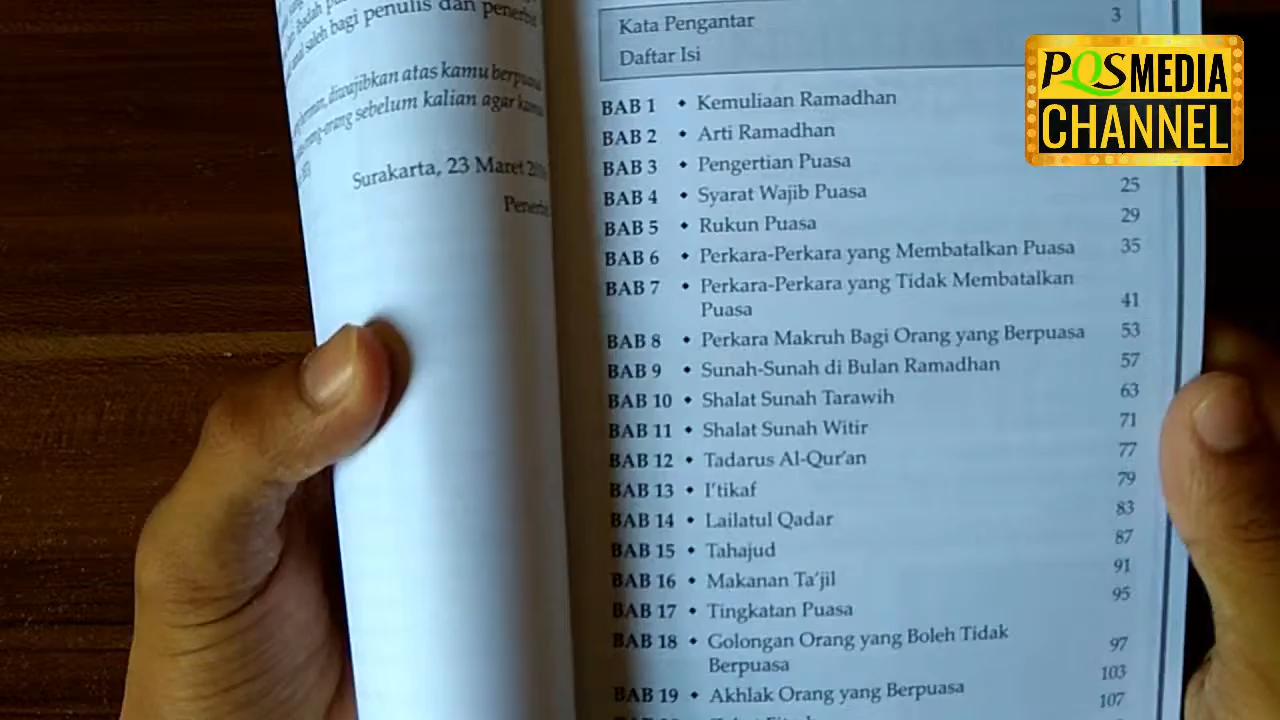 ibadah
saleh bagi penulis dan penerbit
beriman, diwajibkan atas kamu berpuasa
orang-orang sebelum kalian agar kamu
Surakarta, 23 Maret
Kata Pengantar 3
Daftar Isi
BAB 1 • Kemuliaan Ramadhan
BAB 2 • Arti Ramadhan
BAB 3 • Pengertian Puasa
BAB 4 • Syarat Wajib Puasa 25
BAB 5 • Rukun Puasa 29
BAB 6 • Perkara-Perkara yang Membatalkan Puasa 35
BAB 7 • Perkara-Perkara yang Tidak Membatalkan
Puasa 41
BAB 8 • Perkara Makruh Bagi Orang yang Berpuasa 53
BAB 9 • Sunah-Sunah di Bulan Ramadhan 57
BAB 10 • Shalat Sunah Tarawih 63
BAB 11 • Shalat Sunah Witir 71
BAB 12 • Tadarus Al-Qur'an 77
BAB 13 • I'tikaf 79
BAB 14 • Lailatul Qadar 83
BAB 15 • Tahajud 87
BAB 16 • Makanan Ta'jil 91
BAB 17 • Tingkatan Puasa 95
BAB 18 • Golongan Orang yang Boleh Tidak
Berpuasa 97
BAB 19 • Akhlak Orang yang Berpuasa 103
107
PQS MEDIA
CHANNEL